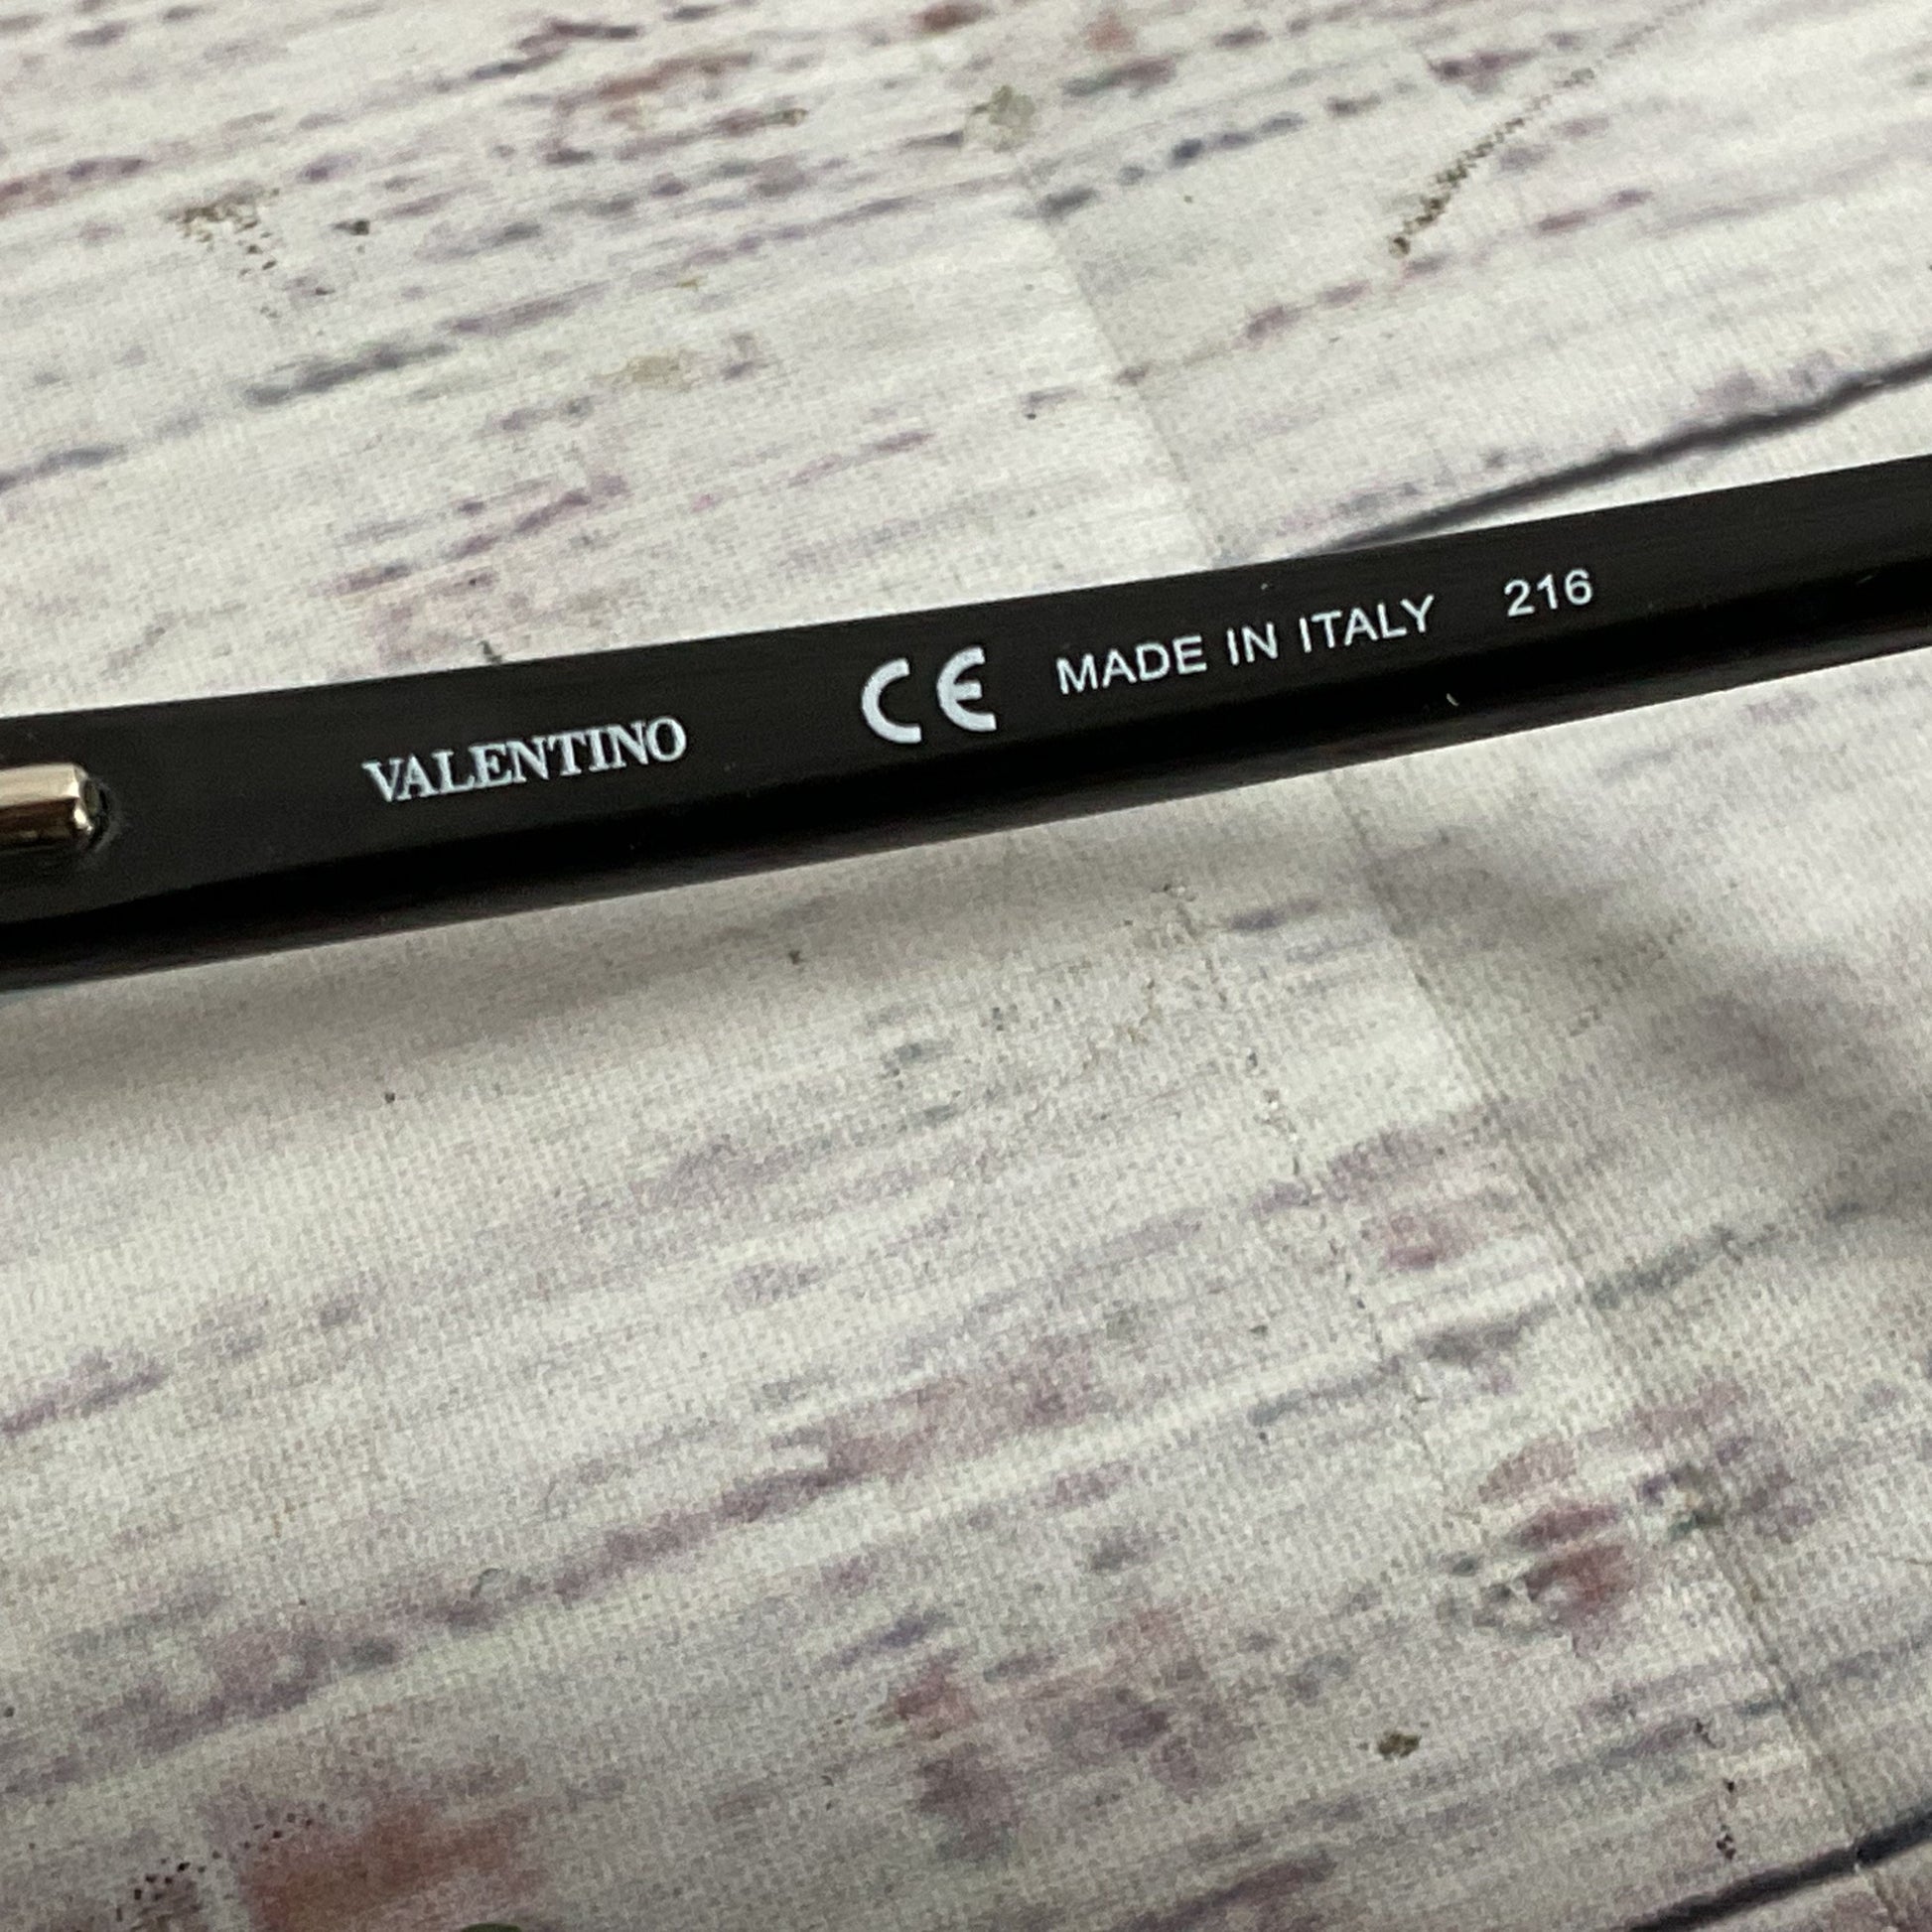 VALENTINO CE MADE IN ITALY 216